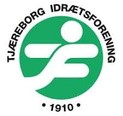 TJÆREBORG IDRÆTSFORENING
· 1910 ·